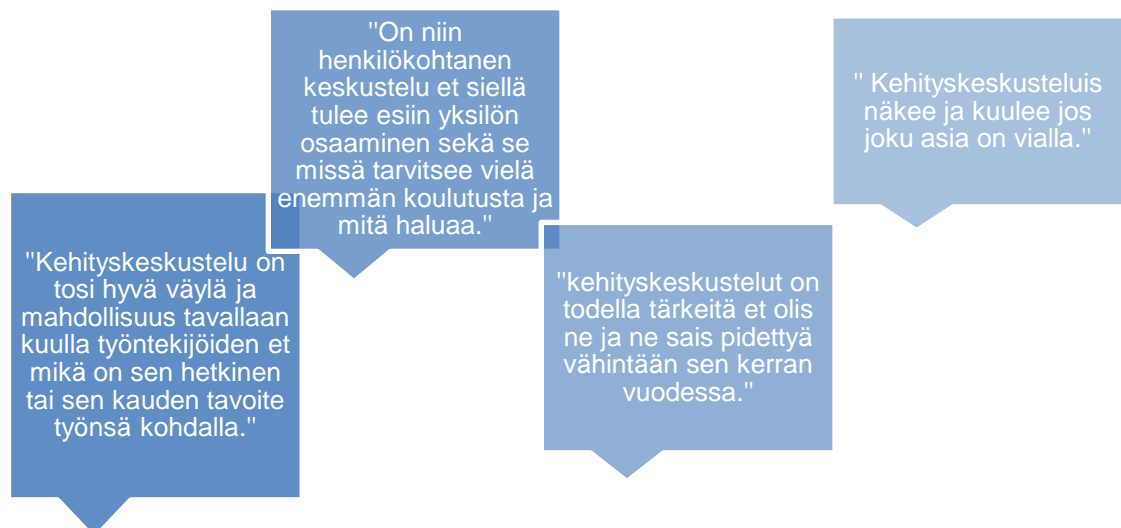 "Kehityskeskustelu on
tosi hyvä väylä ja
mahdollisuus tavallaan
kuulla työntekijöiden et
mikä on sen hetkinen
tai sen kauden tavoite
työnsä kohdalla."
"On niin
henkilökohtanen
keskustelu et siellä
tulee esiin yksilön
osaaminen sekä se
missä tarvitsee vielä
enemmän koulutusta ja
mitä haluaa."
"kehityskeskustelut on
todella tärkeitä et olis
ne ja ne sais pidettyä
vähintään sen kerran
vuodessa."
" Kehityskeskusteluis
näkee ja kuulee jos
joku asia on vialla."